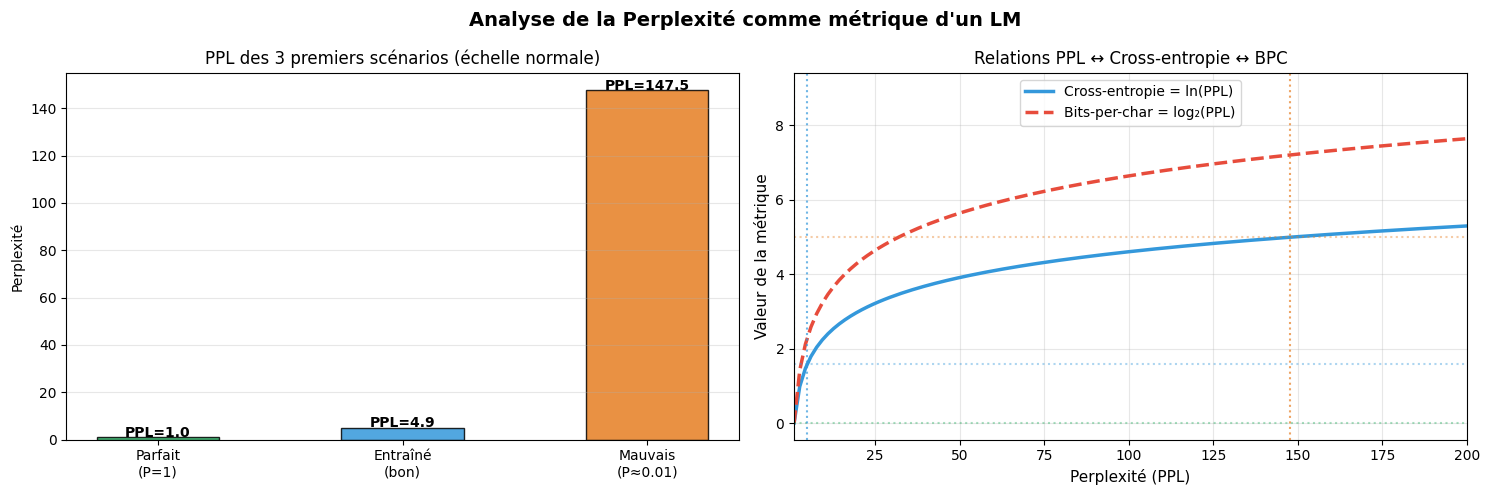 Analyse de la Perplexité comme métrique d'un LM
PPL des 3 premiers scénarios (échelle normale)
Perplexité
140
120
100
80
60
40
20
0
PPL=1.0
PPL=4.9
PPL=147.5
Parfait
(P=1)
Entraîné
(bon)
Mauvais
(P≈0.01)
Relations PPL ↔ Cross-entropie ↔ BPC
Cross-entropie = ln(PPL)
Bits-per-char = log₂(PPL)
Valeur de la métrique
8
6
4
2
0
25
50
75
100
125
150
175
200
Perplexité (PPL)